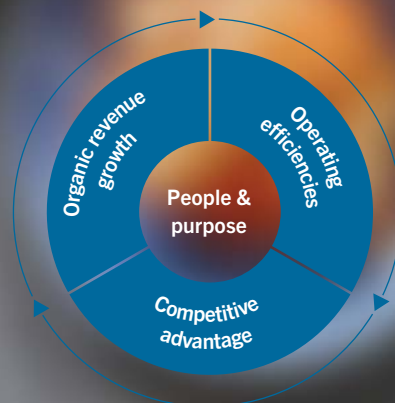 Organic revenue
growth
Operating
efficiencies
People &
purpose
Competitive
advantage